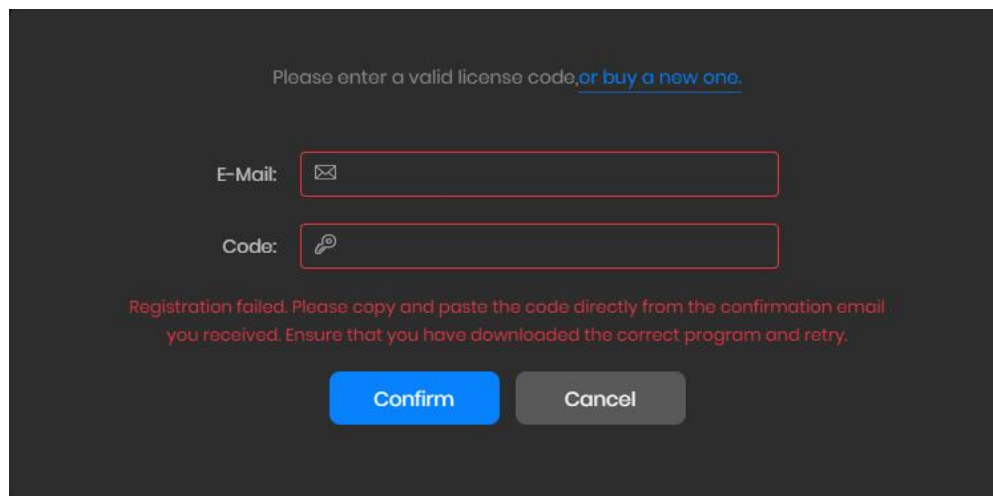 Please enter a valid license code,or buy a new one.
E-Mail:
Code:
Registration failed. Please copy and paste the code directly from the confirmation email
you received. Ensure that you have downloaded the correct program and retry.
Confirm Cancel